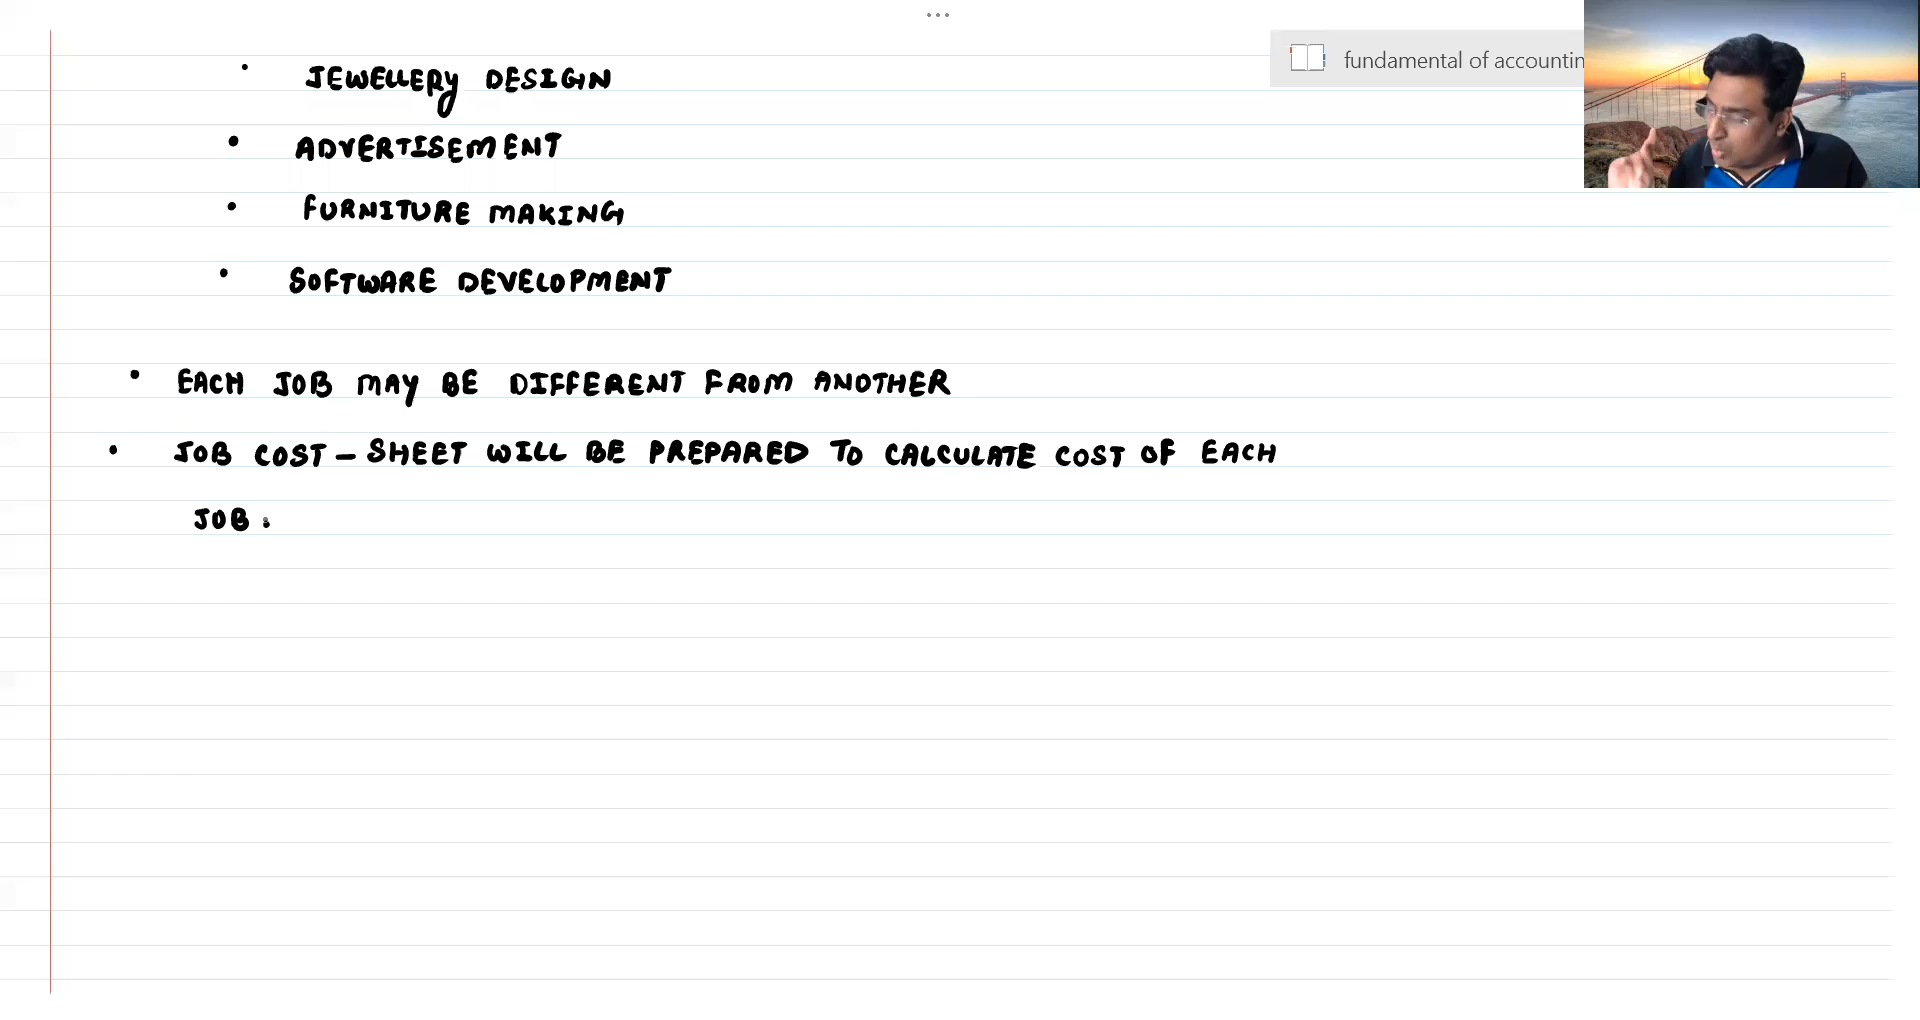 fundamental of accountin
• JEWELLERY DESIGN
• ADVERTISEMENT
• FURNITURE MAKING
• SOFTWARE DEVELOPMENT
• EACH JOB MAY BE DIFFERENT FROM ANOTHER
• JOB COST - SHEET WILL BE PREPARED TO CALCULATE COST OF EACH
JOB.